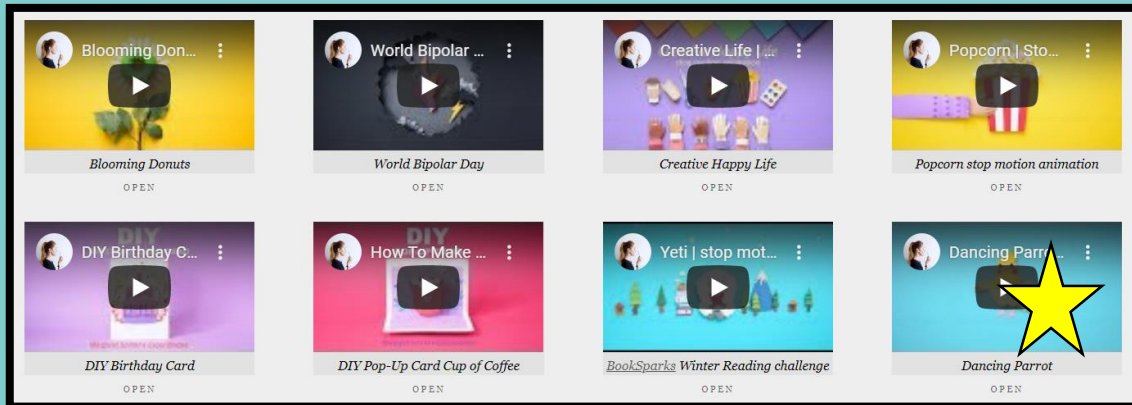 Blooming Don...
World Bipolar ...
Creative Life | ...
Popcorn | Sto...
Blooming Donuts
World Bipolar Day
Creative Happy Life
Popcorn stop motion animation
OPEN
OPEN
OPEN
OPEN
DIY Birthday C...
How To Make ...
Yeti | stop mot...
Dancing Parro...
DIY
DIY
DIY Birthday Card
DIY Pop-Up Card Cup of Coffee
BookSparks Winter Reading challenge
Dancing Parrot
OPEN
OPEN
OPEN
OPEN